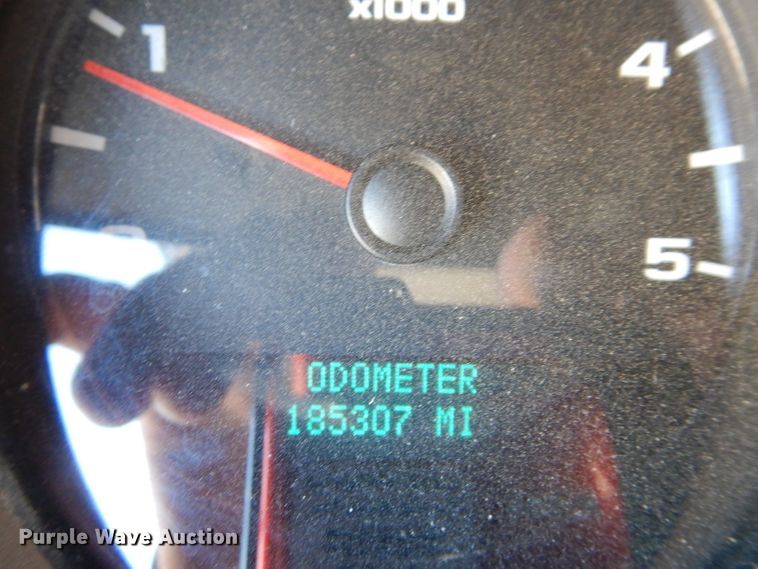 x1000
1
4
5
ODOMETER
185307 MI
Purple Wave Auction